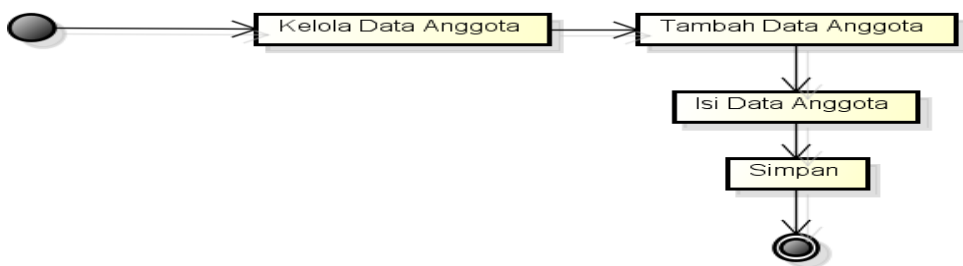 Kelola Data Anggota
Tambah Data Anggota
Isi Data Anggota
Simpan